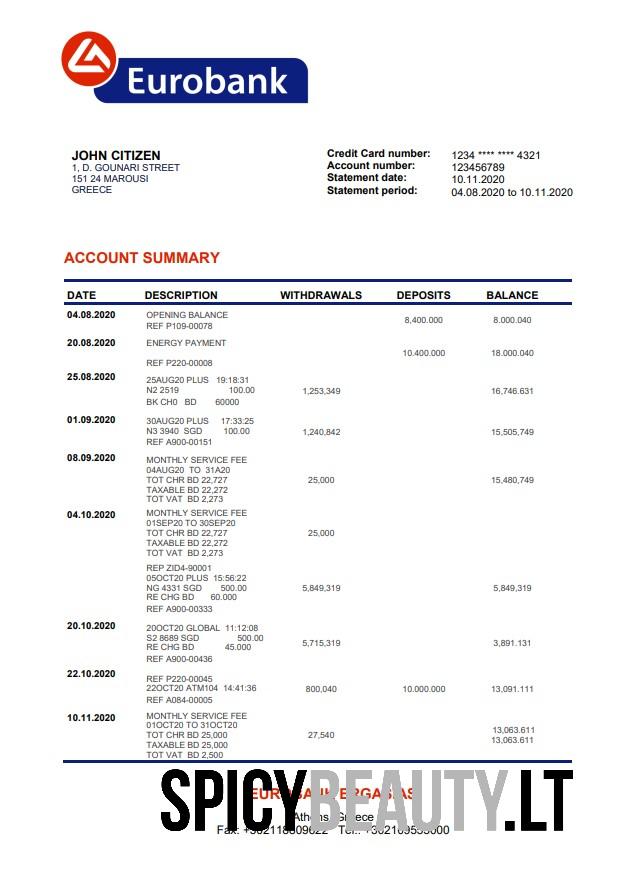 Eurobank
JOHN CITIZEN
1, D. GOUNARI STREET
151 24 MAROUSI
GREECE
Credit Card number: 1234 **** **** 4321
Account number: 123456789
Statement date: 10.11.2020
Statement period: 04.08.2020 to 10.11.2020
ACCOUNT SUMMARY
DATE DESCRIPTION WITHDRAWALS DEPOSITS BALANCE
04.08.2020 OPENING BALANCE
8,400.000 8.000.040
REF P109-00078
20.08.2020 ENERGY PAYMENT
10.400.000 18.000.040
REF P220-00008
25.08.2020 25AUG20 PLUS 19:18:31
N2 2519 100.00 1,253,349 16,746.631
BK CH0 BD 60000
01.09.2020 30AUG20 PLUS 17:33:25
N3 3940 SGD 100.00 1,240,842 15,505,749
REF A900-00151
08.09.2020 MONTHLY SERVICE FEE
04AUG20 TO 31A20
TOT CHR BD 22,727 25,000 15,480,749
TAXABLE BD 22,272
TOT VAT BD 2,273
04.10.2020 MONTHLY SERVICE FEE
01SEP20 TO 30SEP20
TOT CHR BD 22,727 25,000
TAXABLE BD 22,272
TOT VAT BD 2,273
REP ZID4-90001
05OCT20 PLUS 15:56:22
NG 4331 SGD 500.00 5,849,319 5,849,319
RE CHG BD 60.000
REF A900-00333
20.10.2020 20OCT20 GLOBAL 11:12:08
S2 8689 SGD 500.00 5,715,319 3,891.131
RE CHG BD 45.000
REF A900-00436
22.10.2020 REF P220-00045
22OCT20 ATM104 14:41:36 800,040 10.000.000 13,091.111
REF A084-00005
10.11.2020 MONTHLY SERVICE FEE
01OCT20 TO 31OCT20 13,063.611
TOT CHR BD 25,000 27,540 13,063.611
TAXABLE BD 25,000
TOT VAT BD 2,500
EUROBANK ERGASIAS
SPICYBEAUTY.LT
Athens, Greece
Fax: +302118809622 Tel.: +302109555000